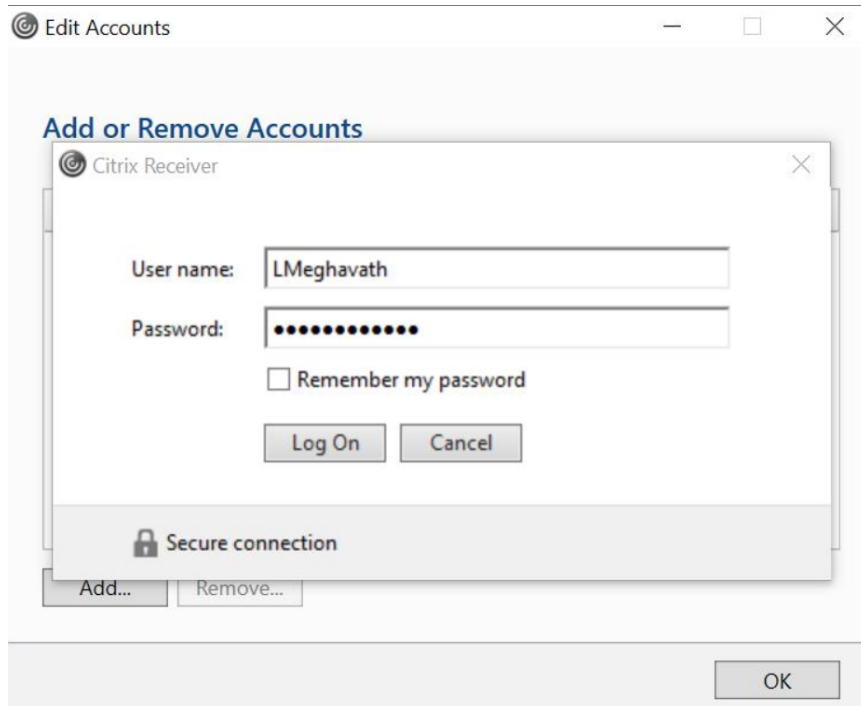 Edit Accounts
Add or Remove Accounts
Citrix Receiver
User name: LMeghavath
Password: ••••••••••••
Remember my password
Log On Cancel
Secure connection
Add... Remove...
OK